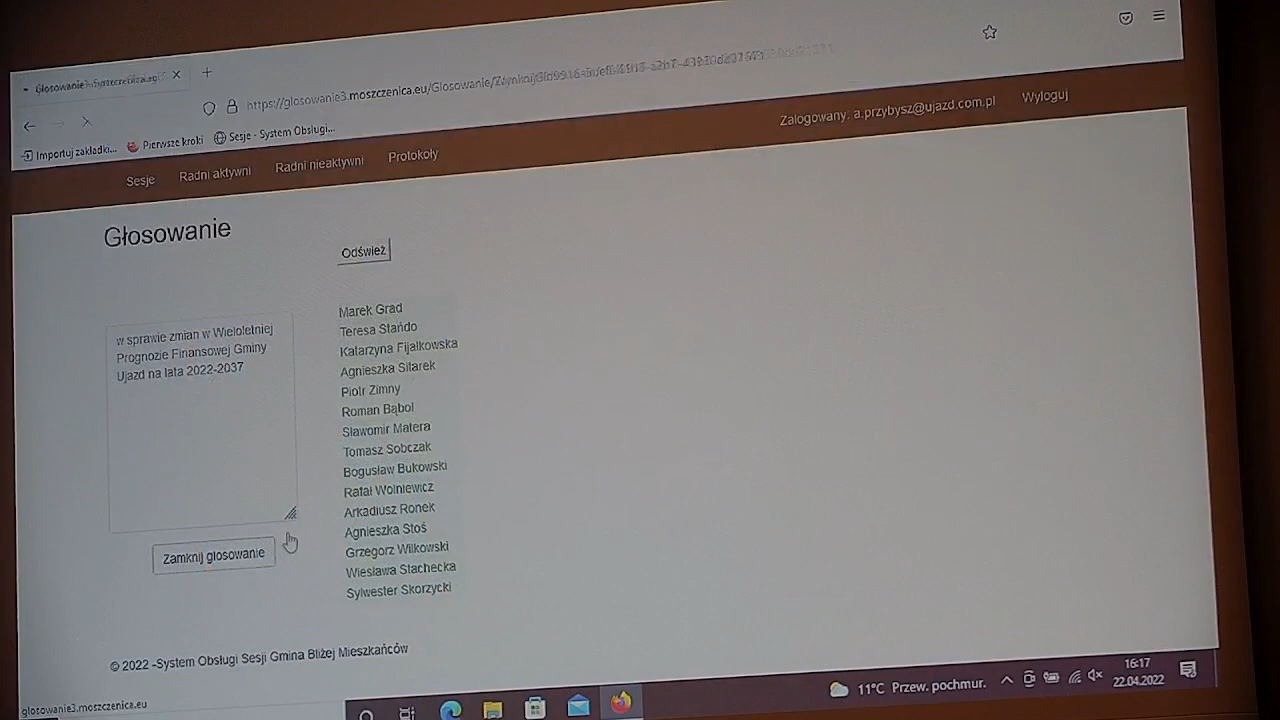 Glosowanie
https://glosowanie3.moszczenica.eu/Glosowanie/
Importuj zakładki...
Pierwsze kroki
Sesje - System Obsługi...
Zalogowany: a.przybysz@ujazd.com.pl
Wyloguj
Sesje
Radni aktywni
Radni nieaktywni
Protokoły
Głosowanie
Odśwież
w sprawie zmian w Wieloletniej
Prognozie Finansowej Gminy
Ujazd na lata 2022-2037
Zamknij głosowanie
Marek Grad
Teresa Stańdo
Katarzyna Fijałkowska
Agnieszka Sitarek
Piotr Zimny
Roman Bąbol
Sławomir Matera
Tomasz Sobczak
Bogusław Bukowski
Rafał Wolniewicz
Arkadiusz Ronek
Agnieszka Stoś
Grzegorz Wilkowski
Wiesława Stachecka
Sylwester Skorzycki
© 2022 -System Obsługi Sesji Gmina Bliżej Mieszkańców
glosowanie3.moszczenica.eu
11°C Przew. pochmur.
16:17
22.04.2022